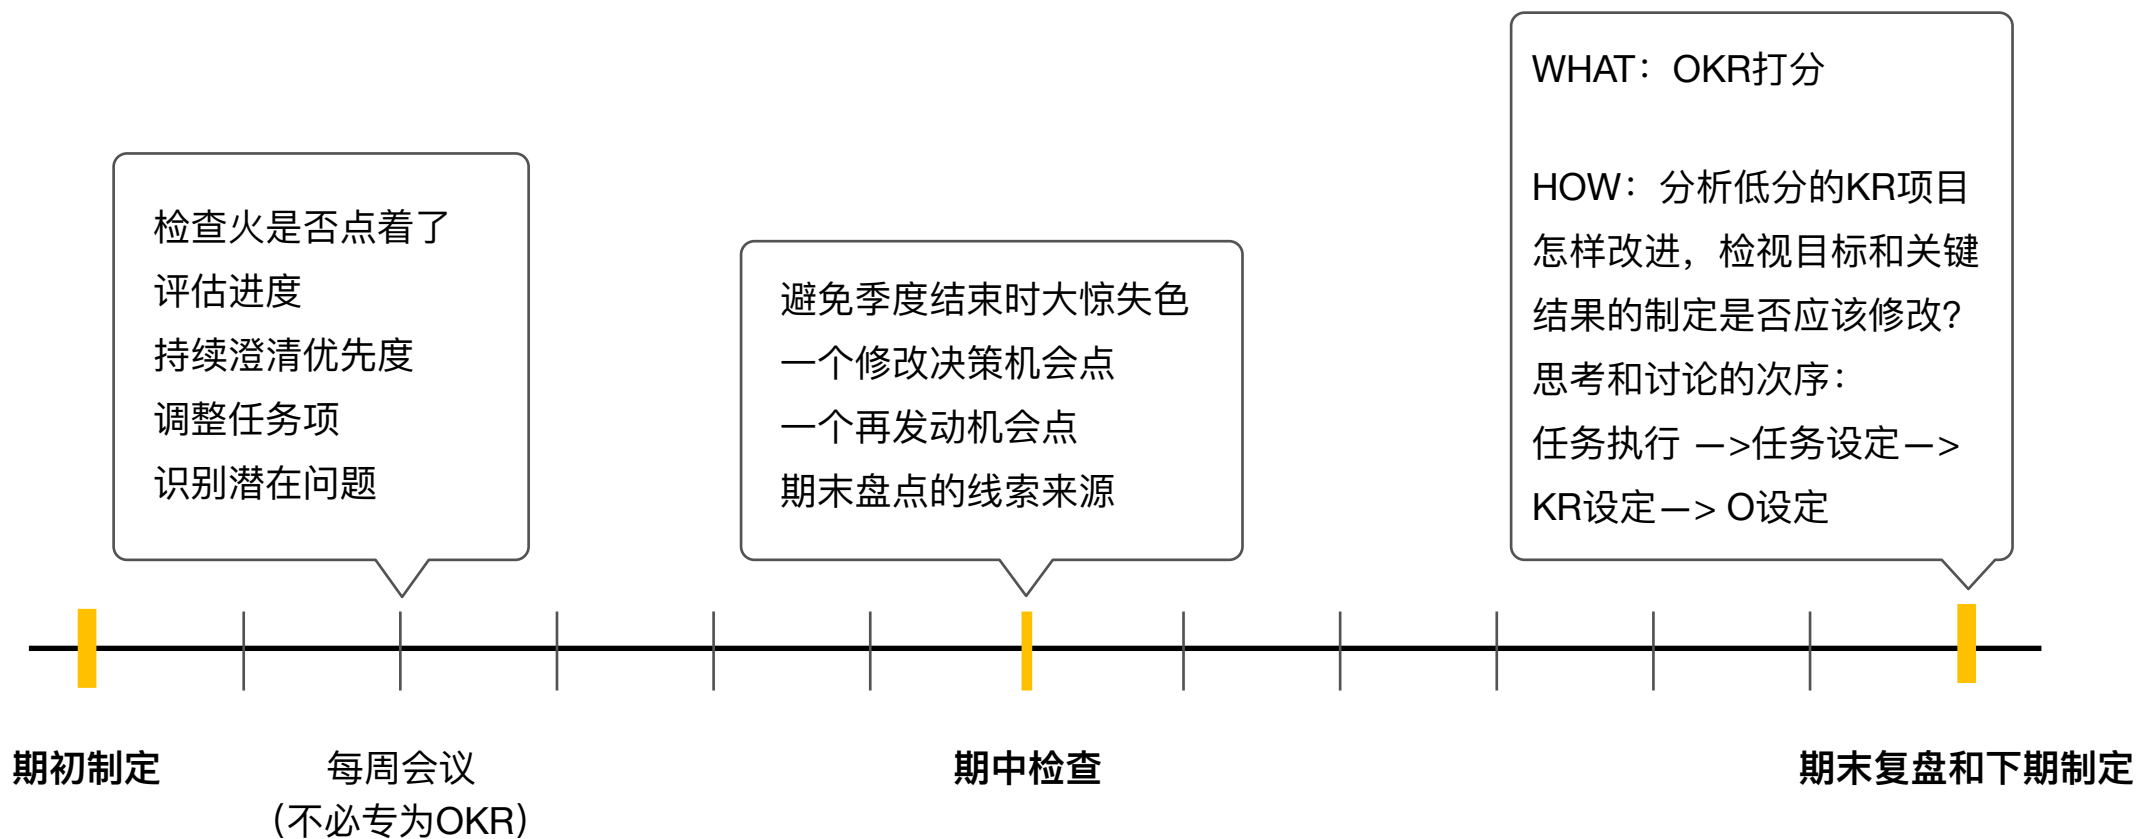 检查火是否点着了
评估进度
持续澄清优先度
调整任务项
识别潜在问题
避免季度结束时大惊失色
一个修改决策机会点
一个再发动机会点
期末盘点的线索来源
WHAT：OKR打分
HOW：分析低分的KR项目
怎样改进，检视目标和关键
结果的制定是否应该修改?
思考和讨论的次序：
任务执行 —>任务设定—>
KR设定—> O设定
期初制定
每周会议
（不必专为OKR）
期中检查
期末复盘和下期制定